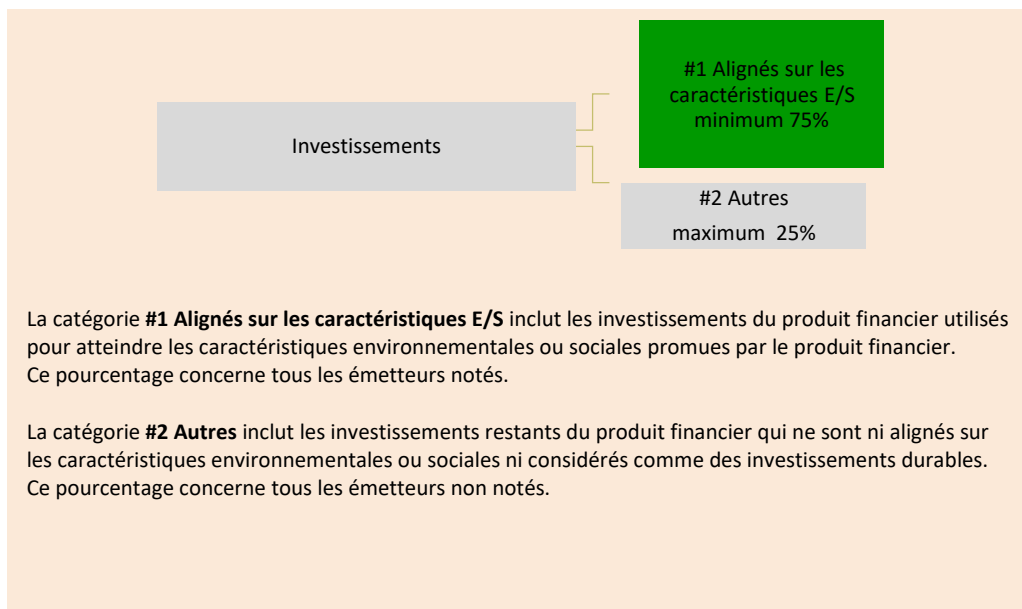 #1 Alignés sur les
caractéristiques E/S
minimum 75%
Investissements
#2 Autres
maximum 25%
La catégorie #1 Alignés sur les caractéristiques E/S inclut les investissements du produit financier utilisés
pour atteindre les caractéristiques environnementales ou sociales promues par le produit financier.
Ce pourcentage concerne tous les émetteurs notés.
La catégorie #2 Autres inclut les investissements restants du produit financier qui ne sont ni alignés sur
les caractéristiques environnementales ou sociales ni considérés comme des investissements durables.
Ce pourcentage concerne tous les émetteurs non notés.